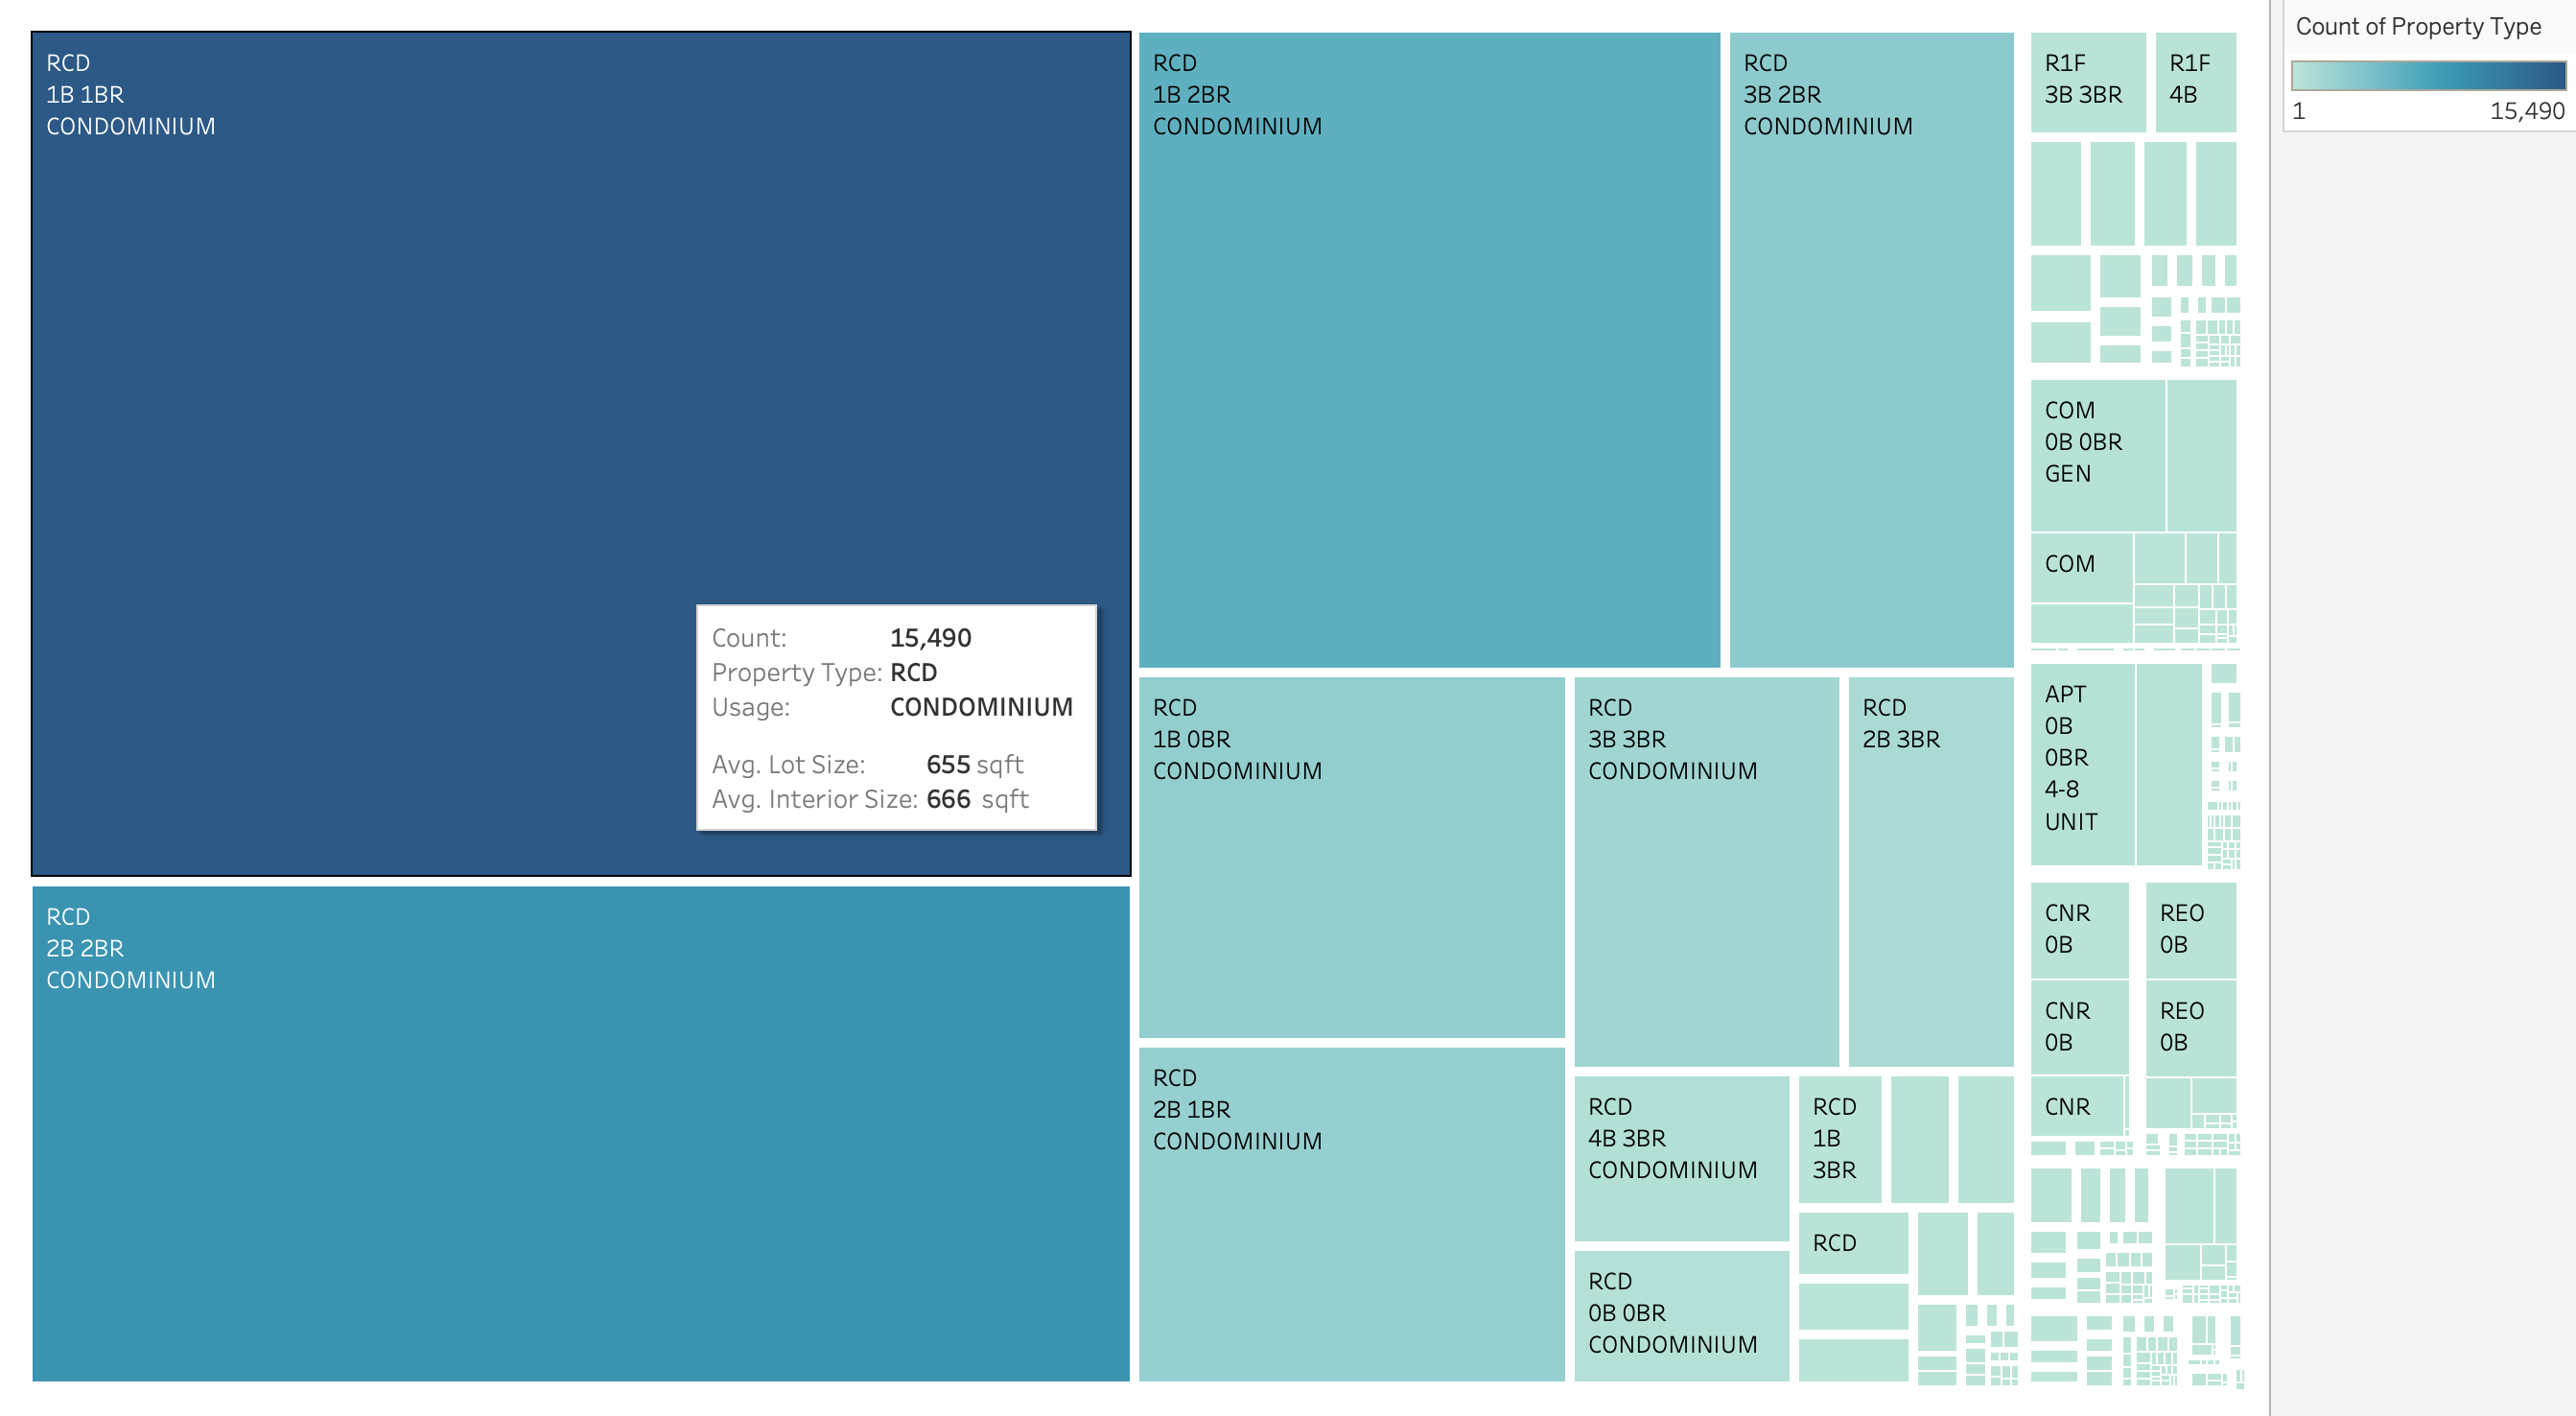 RCD
1B 1BR
CONDOMINIUM
Count: 15,490
Property Type: RCD
Usage: CONDOMINIUM
Avg. Lot Size: 655 sqft
Avg. Interior Size: 666 sqft
RCD
2B 2BR
CONDOMINIUM
RCD
1B 2BR
CONDOMINIUM
RCD
3B 2BR
CONDOMINIUM
RCD
1B 0BR
CONDOMINIUM
RCD
3B 3BR
CONDOMINIUM
RCD
2B 3BR
RCD
2B 1BR
CONDOMINIUM
RCD
4B 3BR
CONDOMINIUM
RCD
1B
3BR
RCD
RCD
0B 0BR
CONDOMINIUM
R1F
3B 3BR
R1F
4B
COM
0B 0BR
GEN
COM
APT
0B
0BR
4-8
UNIT
CNR
0B
REO
0B
CNR
0B
REO
0B
CNR
Count of Property Type
1 15,490